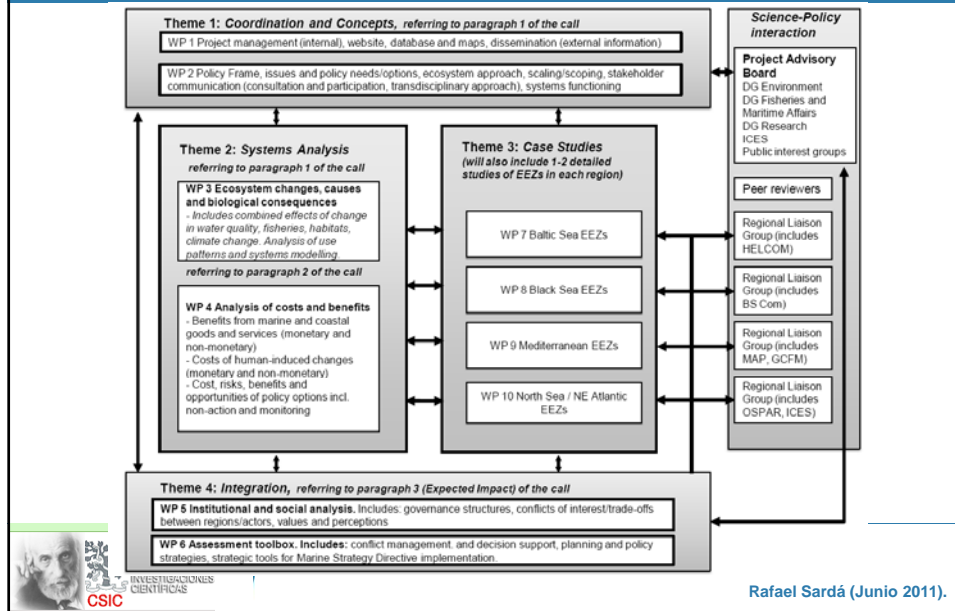 Theme 1: Coordination and Concepts, referring to paragraph 1 of the call
WP 1 Project management (internal), website, database and maps, dissemination (external information)
WP 2 Policy Frame, issues and policy needs/options, ecosystem approach, scaling/scoping, stakeholder
communication (consultation and participation, transdisciplinary approach), systems functioning
Science-Policy
interaction
Project Advisory
Board
DG Environment
DG Fisheries and
Maritime Affairs
DG Research
ICES
Public interest groups
Peer reviewers
Regional Liaison
Group (includes
HELCOM)
Regional Liaison
Group (includes
BS Com)
Regional Liaison
Group (includes
MAP, GCFM)
Regional Liaison
Group (includes
OSPAR, ICES)
Theme 2: Systems Analysis
referring to paragraph 1 of the call
WP 3 Ecosystem changes, causes
and biological consequences
- Includes combined effects of change
in water quality, fisheries, habitats,
climate change. Analysis of use
patterns and systems modelling.
referring to paragraph 2 of the call
WP 4 Analysis of costs and benefits
- Benefits from marine and coastal
goods and services (monetary and
non-monetary)
- Costs of human-induced changes
(monetary and non-monetary)
- Cost, risks, benefits and
opportunities of policy options incl.
non-action and monitoring
Theme 3: Case Studies
(will also include 1-2 detailed
studies of EEZs in each region)
WP 7 Baltic Sea EEZs
WP 8 Black Sea EEZs
WP 9 Mediterranean EEZs
WP 10 North Sea / NE Atlantic
EEZs
Theme 4: Integration, referring to paragraph 3 (Expected Impact) of the call
WP 5 Institutional and social analysis. Includes: governance structures, conflicts of interest/trade-offs
between regions/actors, values and perceptions
WP 6 Assessment toolbox. Includes: conflict management. and decision support, planning and policy
strategies, strategic tools for Marine Strategy Directive implementation.
INVESTIGACIONES
CIENTÍFICAS
CSIC
Rafael Sardá (Junio 2011).